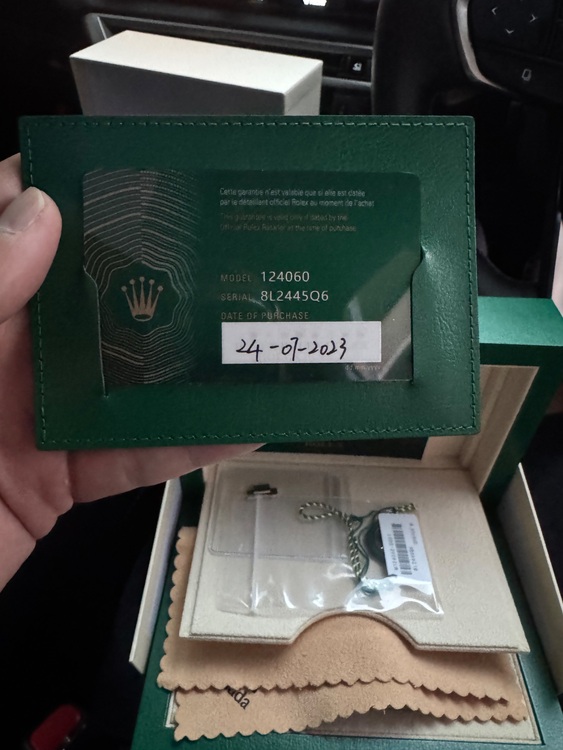 Cette garantie n'est valable que si elle est datée
par le détaillant officiel Rolex au moment de l'achat
This guarantee is valid only if dated by the
Official Rolex Retailer at the time of purchase
MODEL 124060
SERIAL 8L2445Q6
DATE OF PURCHASE
24-07-2023